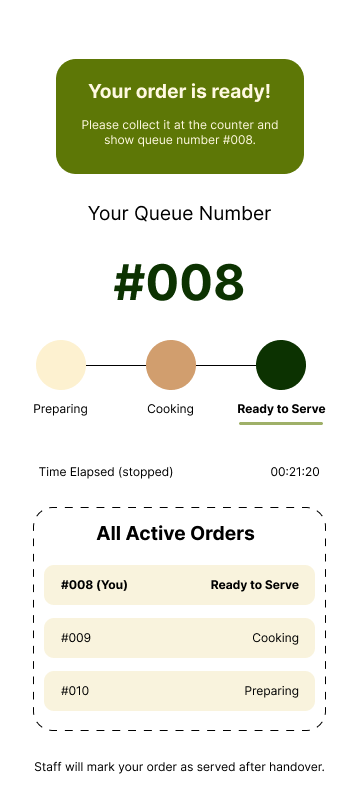 Your order is ready!
Please collect it at the counter and
show queue number #008.
Your Queue Number
#008
Preparing
Cooking
Ready to Serve
Time Elapsed (stopped)
00:21:20
All Active Orders
#008 (You)
Ready to Serve
#009
Cooking
#010
Preparing
Staff will mark your order as served after handover.